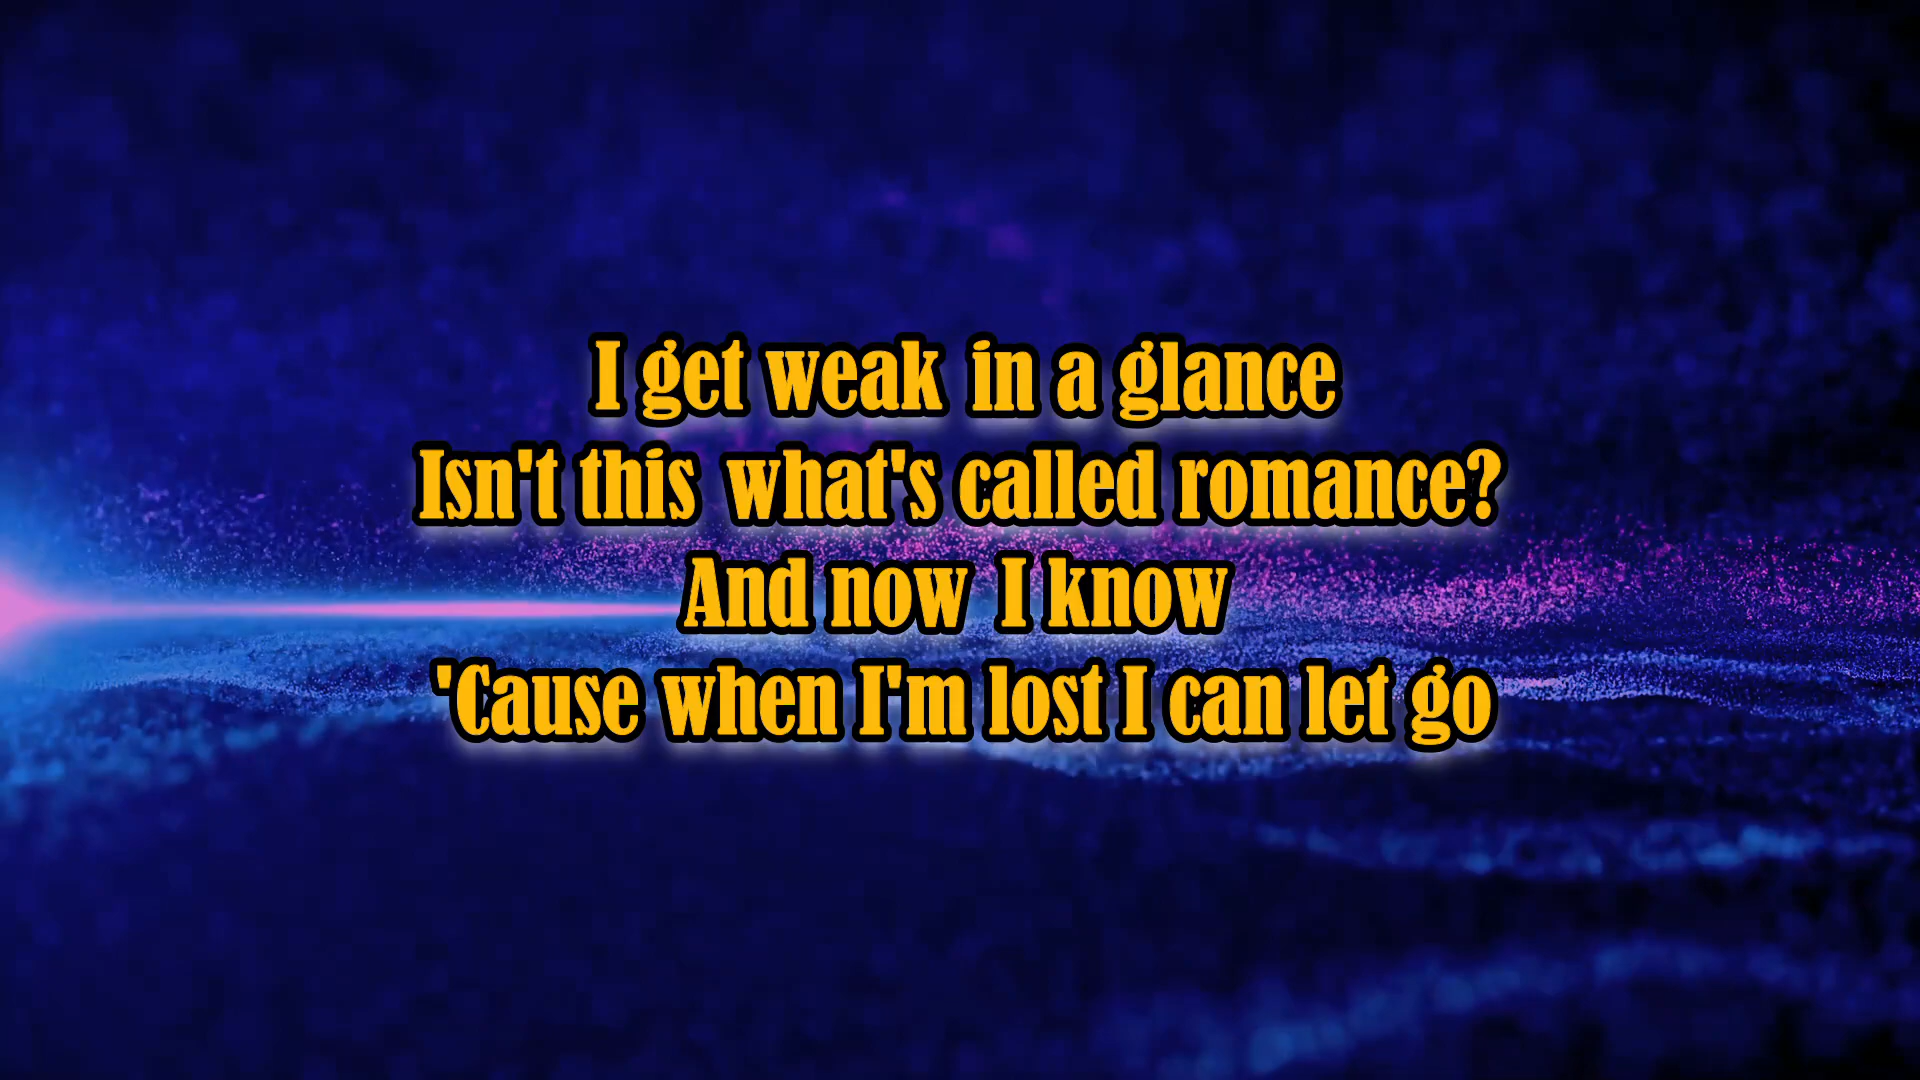 I get weak in a glance
Isn't this what's called romance?
And now I know
'Cause when I'm lost I can let go